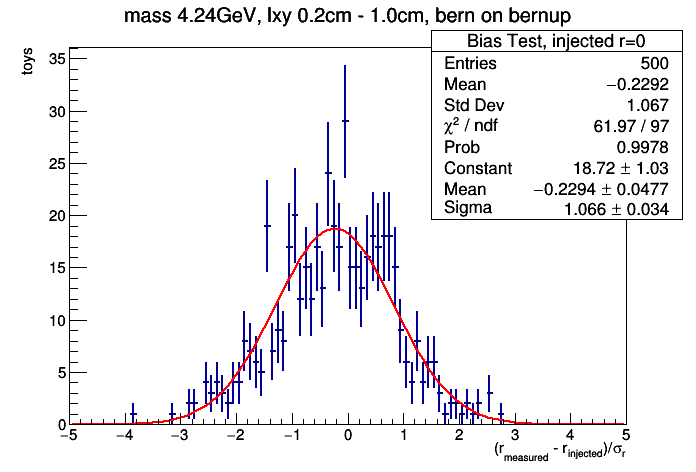 mass 4.24GeV, lxy 0.2cm - 1.0cm, bern on bernup
toys
Bias Test, injected r=0
Entries 500
Mean −0.2292
Std Dev 1.067
χ² / ndf 61.97 / 97
Prob 0.9978
Constant 18.72 ± 1.03
Mean −0.2294 ± 0.0477
Sigma 1.066 ± 0.034
35
30
25
20
15
10
5
0
−5 −4 −3 −2 −1 0 1 2 3 4 5
(r_measured - r_injected)/σ_r